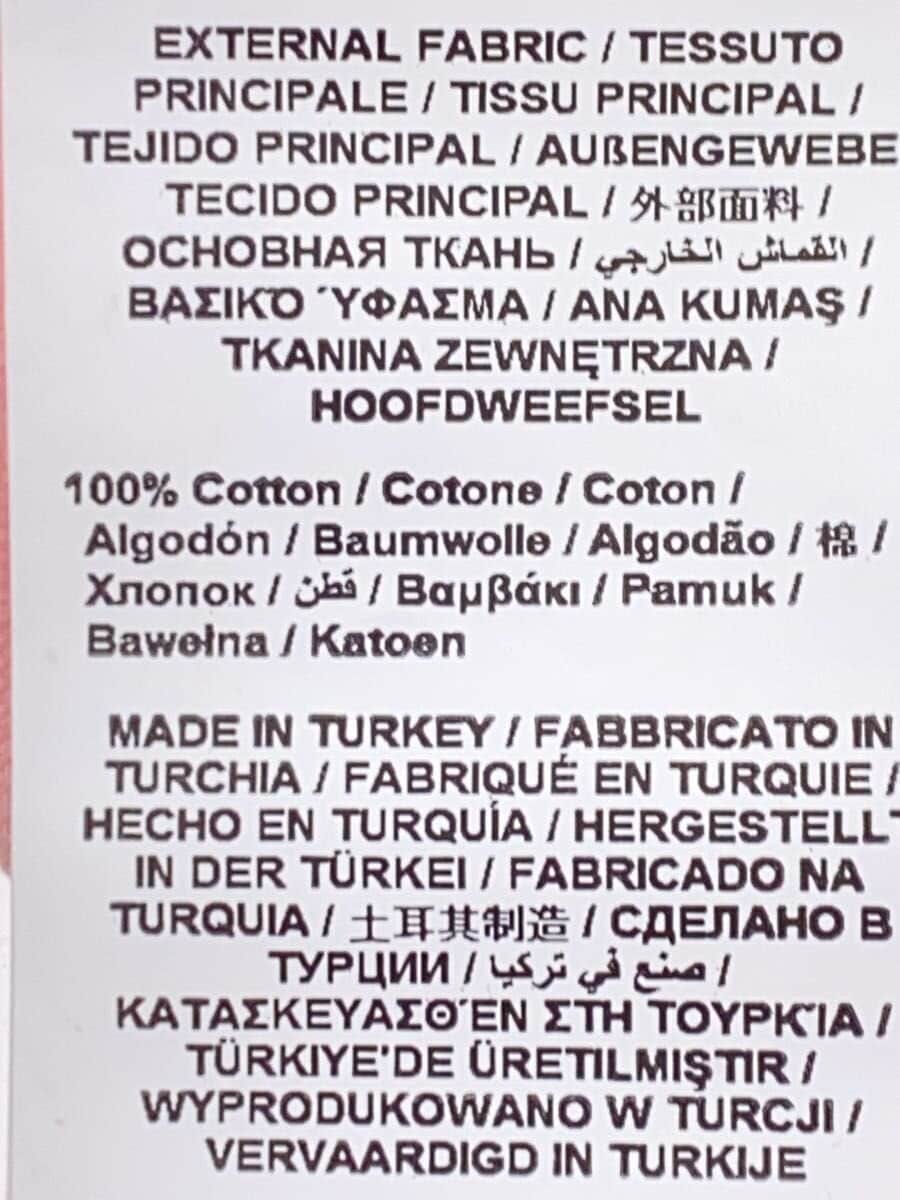 EXTERNAL FABRIC / TESSUTO
PRINCIPALE / TISSU PRINCIPAL /
TEJIDO PRINCIPAL / AUßENGEWEBE
TECIDO PRINCIPAL / 外部面料 /
ОСНОВНАЯ ТКАНЬ / القماش الخارجي /
ΒΑΣΙΚΌ ΎΦΑΣΜΑ / ANA KUMAŞ /
TKANINA ZEWNĘTRZNA /
HOOFDWEEFSEL
100% Cotton / Cotone / Coton /
Algodón / Baumwolle / Algodão / 棉 /
Хлопок / قطن / Βαμβάκι / Pamuk /
Bawełna / Katoen
MADE IN TURKEY / FABBRICATO IN
TURCHIA / FABRIQUÉ EN TURQUIE /
HECHO EN TURQUÍA / HERGESTELLT
IN DER TÜRKEI / FABRICADO NA
TURQUIA / 土耳其制造 / СДЕЛАНО В
ТУРЦИИ / صنع في تركيا /
ΚΑΤΑΣΚΕΥΑΣΘΈΝ ΣΤΗ ΤΟΥΡΚΊΑ /
TÜRKIYE'DE ÜRETILMIŞTIR /
WYPRODUKOWANO W TURCJI /
VERVAARDIGD IN TURKIJE